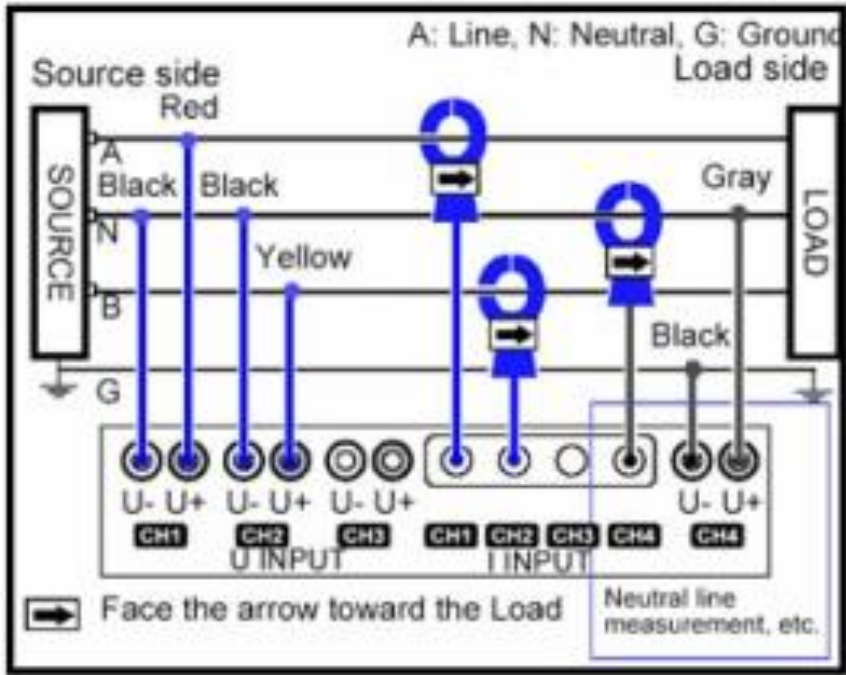 A: Line, N: Neutral, G: Ground
Source side
Load side
Red
A
Black Black
Gray
SOURCE
LOAD
N
Yellow
B
Black
G
U- U+ U- U+ U- U+
U- U+
CH1 CH2 CH3 CH1 CH2 CH3 CH4 CH4
U INPUT I INPUT
Face the arrow toward the Load
Neutral line
measurement, etc.